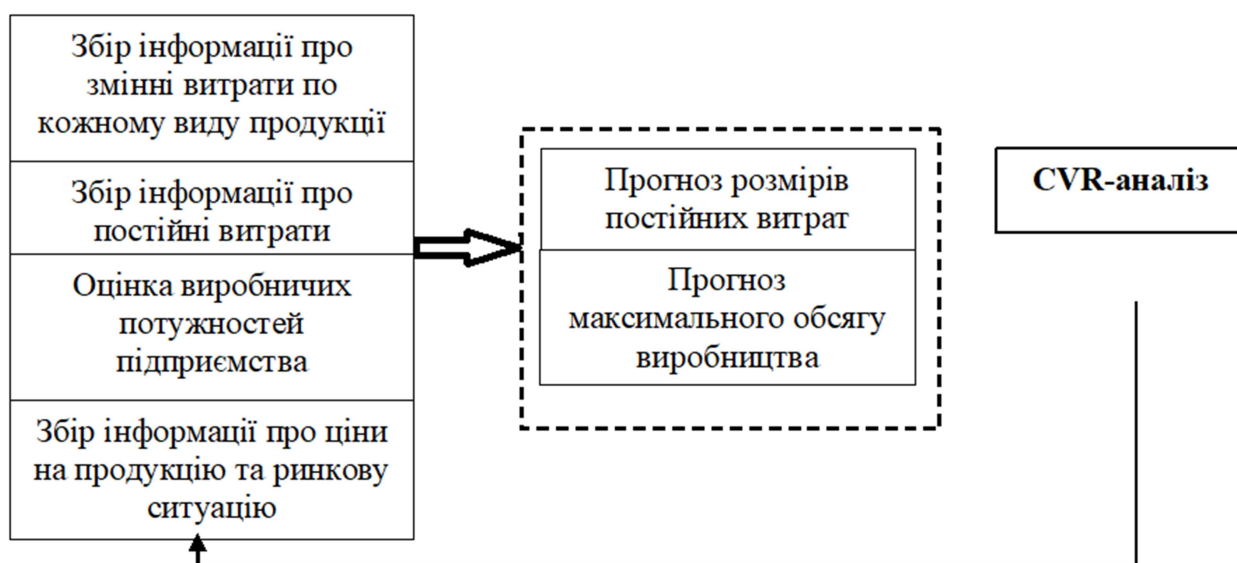 Збір інформації про
змінні витрати по
кожному виду продукції
Збір інформації про
постійні витрати
Оцінка виробничих
потужностей
підприємства
Збір інформації про ціни
на продукцію та ринкову
ситуацію
Прогноз розмірів
постійних витрат
Прогноз
максимального обсягу
виробництва
CVR-аналіз